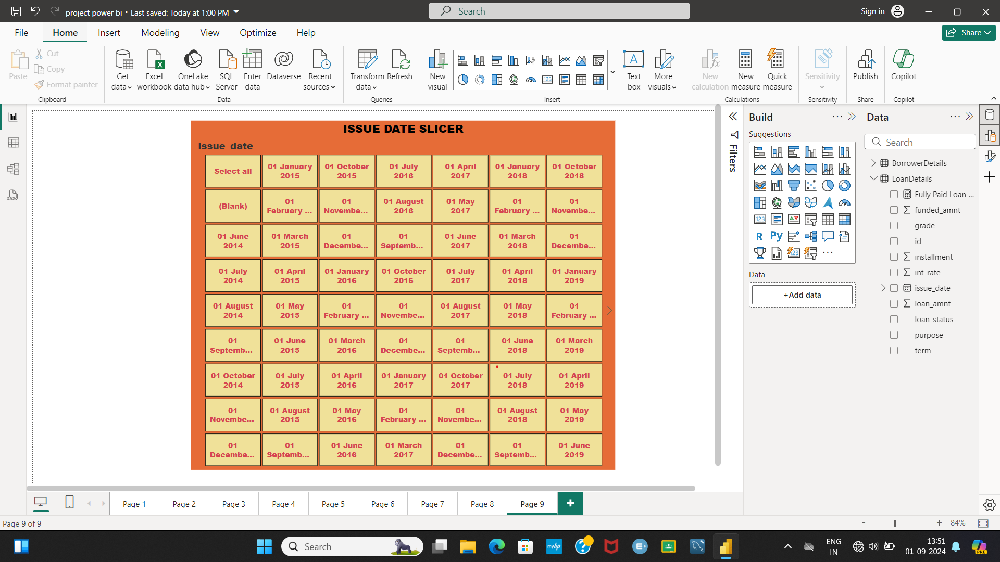 project power bi • Last saved: Today at 1:00 PM
Search
Sign in
File
Home
Insert
Modeling
View
Optimize
Help
Share
Paste
Cut
Copy
Format painter
Clipboard
Get data
Excel workbook
OneLake data hub
SQL Server
Enter data
Dataverse
Recent sources
Data
Transform data
Refresh
Queries
New visual
Text box
More visuals
Insert
New calculation
New measure
Quick measure
Calculations
Sensitivity
Sensitivity
Publish
Share
Copilot
Copilot
ISSUE DATE SLICER
issue_date
Select all
01 January 2015
01 October 2015
01 July 2016
01 April 2017
01 January 2018
01 October 2018
(Blank)
01 February ...
01 Novembe...
01 August 2016
01 May 2017
01 February ...
01 Novembe...
01 June 2014
01 March 2015
01 Decembe...
01 Septemb...
01 June 2017
01 March 2018
01 Decembe...
01 July 2014
01 April 2015
01 January 2016
01 October 2016
01 July 2017
01 April 2018
01 January 2019
01 August 2014
01 May 2015
01 February ...
01 Novembe...
01 August 2017
01 May 2018
01 February ...
01 Septemb...
01 June 2015
01 March 2016
01 Decembe...
01 Septemb...
01 June 2018
01 March 2019
01 October 2014
01 July 2015
01 April 2016
01 January 2017
01 October 2017
01 July 2018
01 April 2019
01 Novembe...
01 August 2015
01 May 2016
01 February ...
01 Novembe...
01 August 2018
01 May 2019
01 Decembe...
01 Septemb...
01 June 2016
01 March 2017
01 Decembe...
01 Septemb...
01 June 2019
Filters
Build
Suggestions
123
R
Py
123
Data
+Add data
Data
Search
BorrowerDetails
LoanDetails
Fully Paid Loan ...
funded_amnt
grade
id
installment
int_rate
issue_date
loan_amnt
loan_status
purpose
term
DAX
Page 1
Page 2
Page 3
Page 4
Page 5
Page 6
Page 7
Page 8
Page 9
Page 9 of 9
- + 84%
Search
myhp
ENG
IN
13:51
01-09-2024
PRE